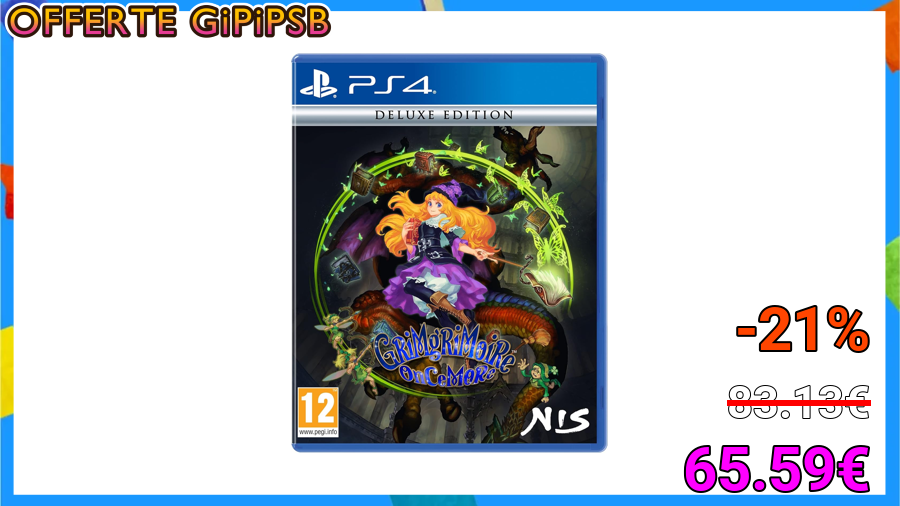 OFFERTE GiPiPSB
PS4
DELUXE EDITION
GRiMgRiMoiRe
OnCeMORe
12
www.pegi.info
NIS
-21%
83.13€
65.59€